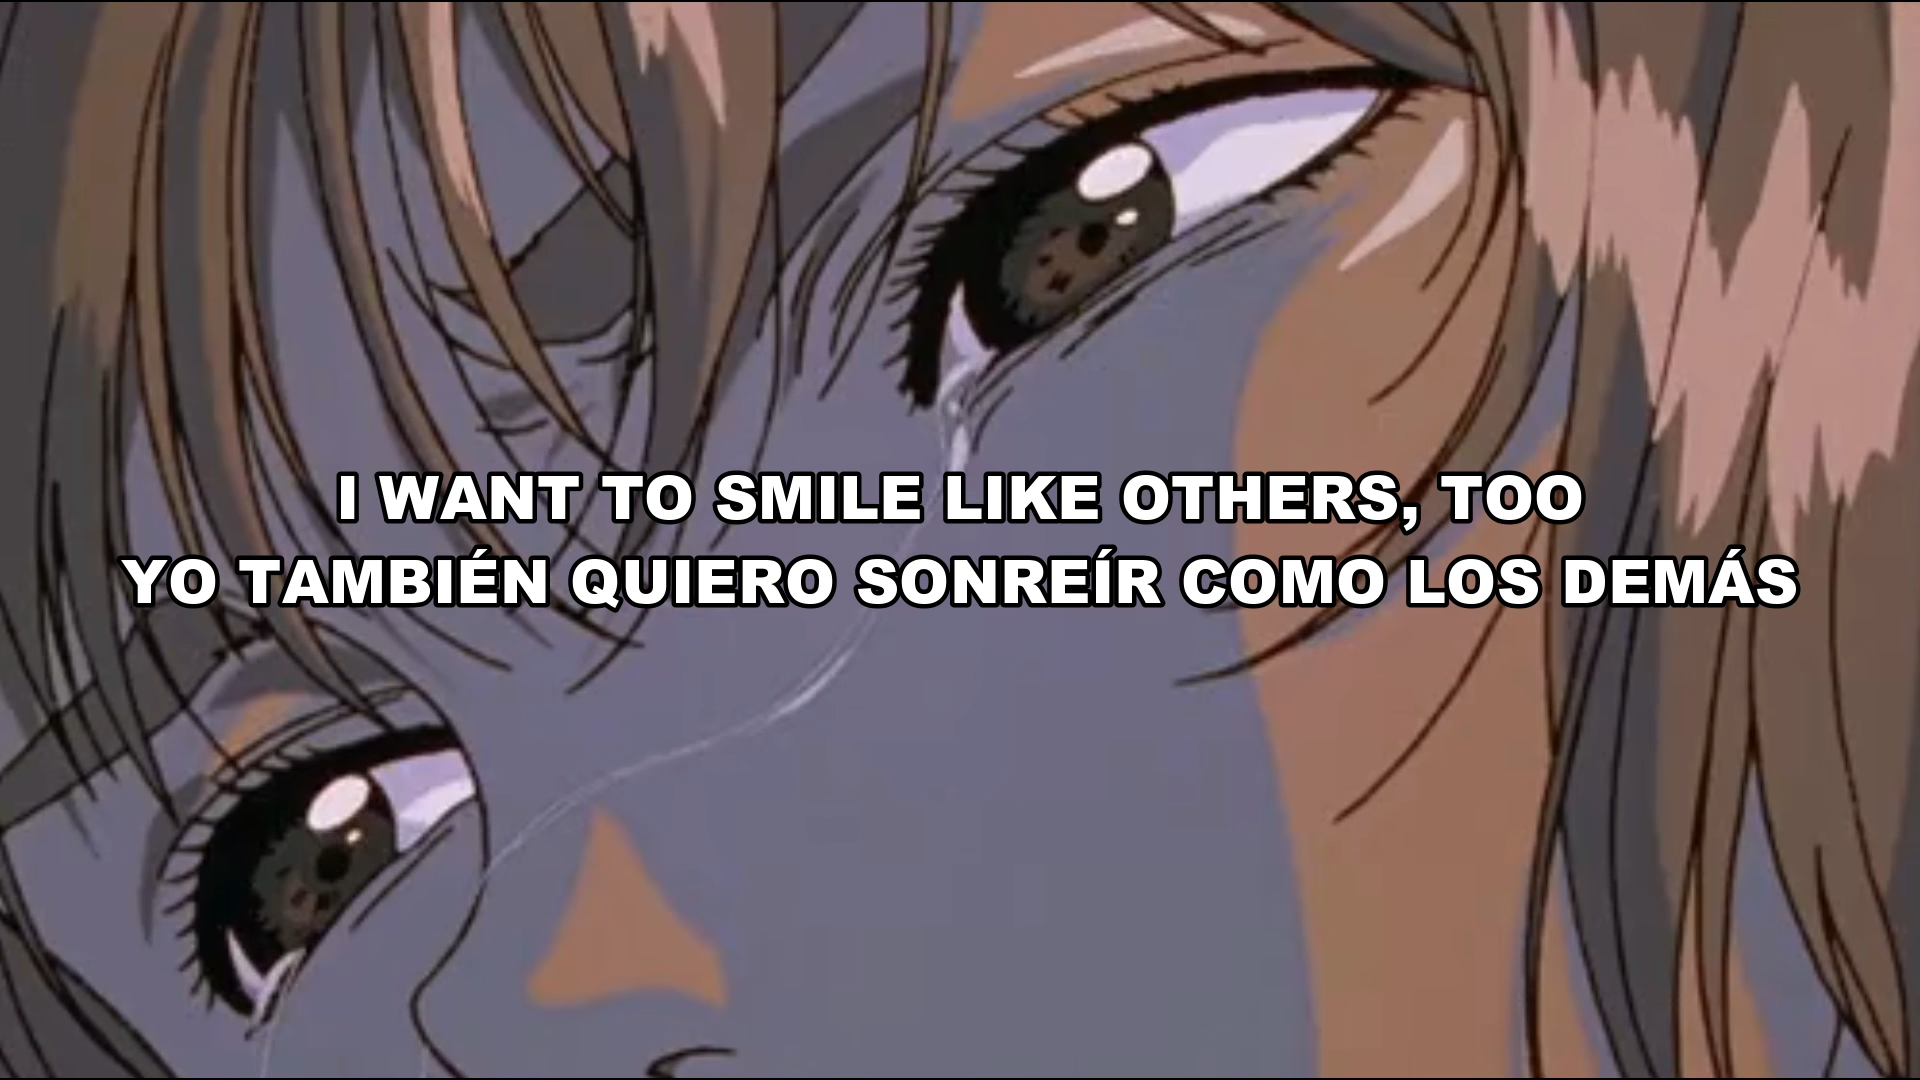 I WANT TO SMILE LIKE OTHERS, TOO
YO TAMBIÉN QUIERO SONREÍR COMO LOS DEMÁS